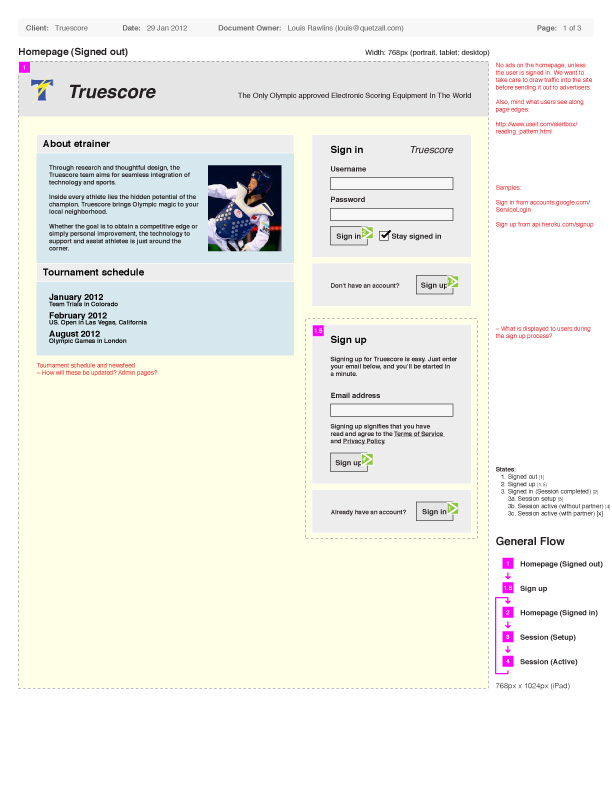 Client: Truescore Date: 29 Jan 2012 Document Owner: Louis Rawlins (louis@quetzall.com) Page: 1 of 3
Homepage (Signed out) Width: 768px (portrait, tablet; desktop)
1
Truescore The Only Olympic approved Electronic Scoring Equipment In The World
About etrainer
Through research and thoughtful design, the
Truescore team aims for seamless integration of
technology and sports.
Inside every athlete lies the hidden potential of the
champion. Truescore brings Olympic magic to your
local neighborhood.
Whether the goal is to obtain a competitive edge or
simply personal improvement, the technology to
support and assist athletes is just around the
corner.
Tournament schedule
January 2012
Team Trials in Colorado
February 2012
US. Open in Las Vegas, California
August 2012
Olympic Games in London
Tournament schedule and newsfeed
– How will these be updated? Admin pages?
Sign in Truescore
Username
Password
Sign in Stay signed in
Don't have an account? Sign up
1.5
Sign up
Signing up for Truescore is easy. Just enter
your email below, and you'll be started in
a minute.
Email address
Signing up signifies that you have
read and agree to the Terms of Service
and Privacy Policy.
Sign up
Already have an account? Sign in
No ads on the homepage, unless
the user is signed in. We want to
take care to draw traffic into the site
before sending it out to advertisers.
Also, mind what users see along
page edges:
http://www.useit.com/alertbox/
reading_pattern.html
Samples:
Sign in from accounts.google.com/
ServiceLogin
Sign up from api.heroku.com/signup
– What is displayed to users during
the sign up process?
States:
1. Signed out [1]
2. Signed up [1.5]
3. Signed in (Session completed) [2]
3a. Session setup [3]
3b. Session active (without partner) [4]
3c. Session active (with partner) [x]
General Flow
1 Homepage (Signed out)
1.5 Sign up
2 Homepage (Signed in)
3 Session (Setup)
4 Session (Active)
768px x 1024px (iPad)